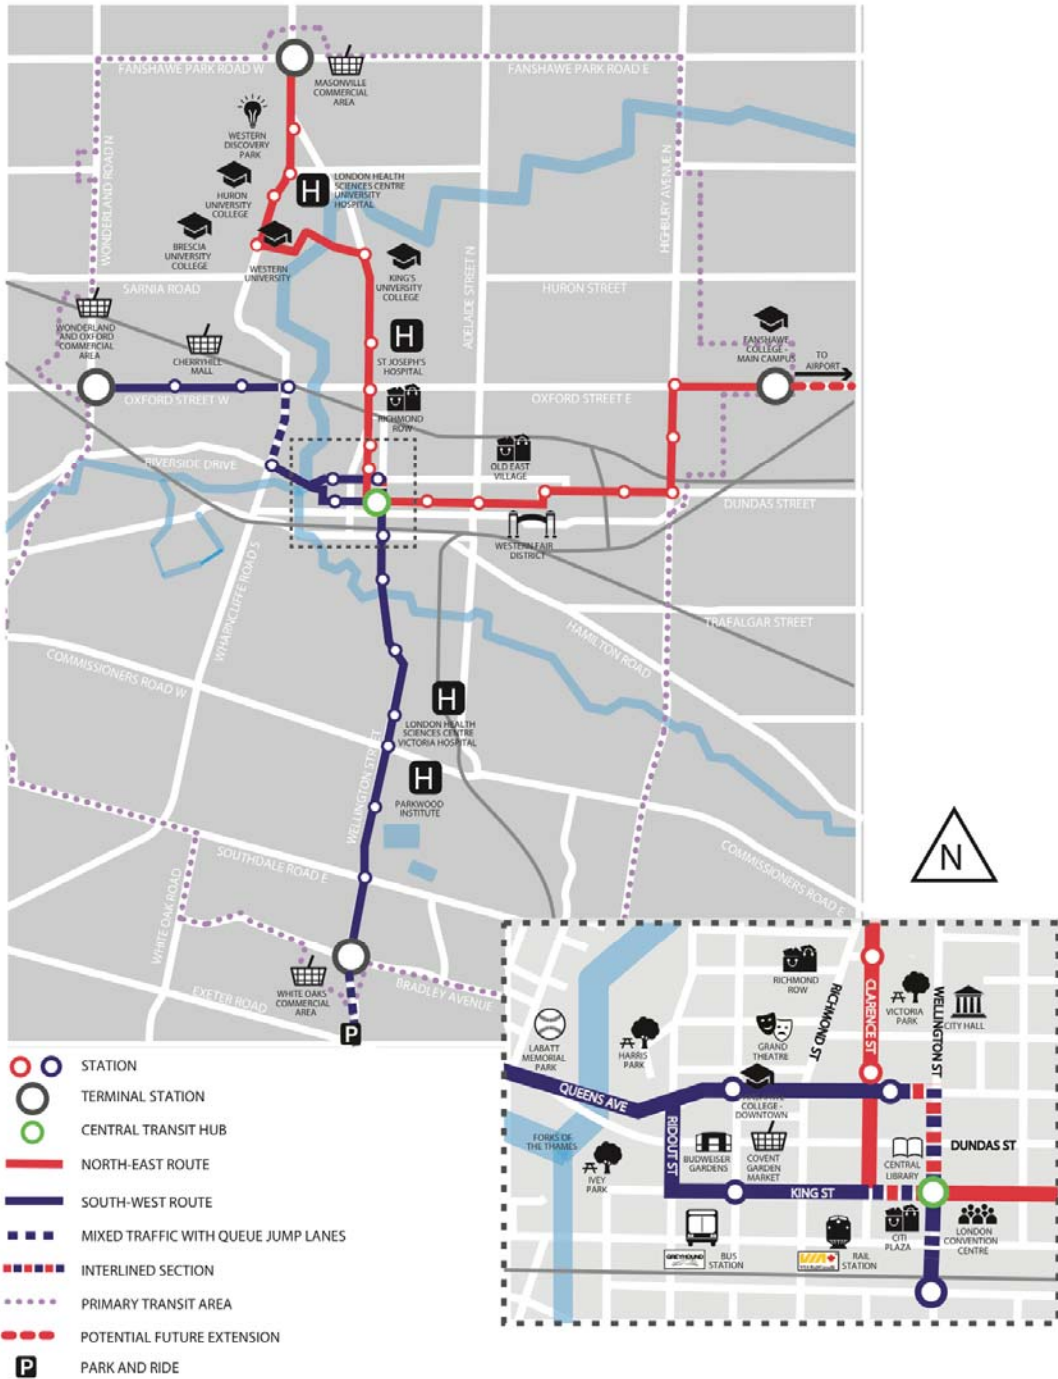 FANSHAWE PARK ROAD W
FANSHAWE PARK ROAD E
MASONVILLE
COMMERCIAL
AREA
WESTERN
DISCOVERY
PARK
WONDERLAND ROAD N
HIGHBURY AVENUE N
H
LONDON HEALTH
SCIENCES CENTRE
UNIVERSITY
HOSPITAL
HURON
UNIVERSITY
COLLEGE
BRESCIA
UNIVERSITY
COLLEGE
WESTERN
UNIVERSITY
KING'S
UNIVERSITY
COLLEGE
ADELAIDE STREET N
SARNIA ROAD
HURON STREET
WONDERLAND
AND OXFORD
COMMERCIAL
AREA
CHERRYHILL
MALL
H
ST JOSEPH'S
HOSPITAL
FANSHAWE
COLLEGE -
MAIN CAMPUS
TO
AIRPORT
OXFORD STREET W
OXFORD STREET E
RICHMOND
ROW
RIVERSIDE DRIVE
OLD EAST
VILLAGE
DUNDAS STREET
WESTERN FAIR
DISTRICT
WHARNCLIFFE ROAD S
HAMILTON ROAD
TRAFALGAR STREET
COMMISSIONERS ROAD W
H
LONDON HEALTH
SCIENCES CENTRE
VICTORIA HOSPITAL
WELLINGTON STREET
H
PARKWOOD
INSTITUTE
SOUTHDALE ROAD E
COMMISSIONERS ROAD E
WHITE OAK ROAD
WHITE OAKS
COMMERCIAL
AREA
BRADLEY AVENUE
EXETER ROAD
P
N
RICHMOND
ROW
RICHMOND ST
CLARENCE ST
VICTORIA
PARK
WELLINGTON ST
CITY HALL
LABATT
MEMORIAL
PARK
HARRIS
PARK
GRAND
THEATRE
QUEENS AVE
COLLEGE -
DOWNTOWN
FORKS OF
THE THAMES
RIDOUT ST
BUDWEISER
GARDENS
COVENT
GARDEN
MARKET
CENTRAL
LIBRARY
DUNDAS ST
IVEY
PARK
KING ST
CITI
PLAZA
LONDON
CONVENTION
CENTRE
GREYHOUND
BUS
STATION
VIA
RAIL
STATION
STATION
TERMINAL STATION
CENTRAL TRANSIT HUB
NORTH-EAST ROUTE
SOUTH-WEST ROUTE
MIXED TRAFFIC WITH QUEUE JUMP LANES
INTERLINED SECTION
PRIMARY TRANSIT AREA
POTENTIAL FUTURE EXTENSION
P PARK AND RIDE